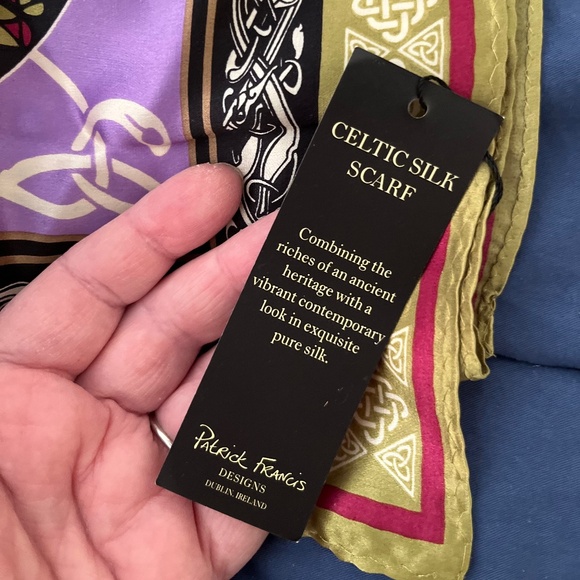 CELTIC SILK
SCARF
Combining the
riches of an ancient
heritage with a
vibrant contemporary
look in exquisite
pure silk.
Patrick Francis
DESIGNS
DUBLIN, IRELAND